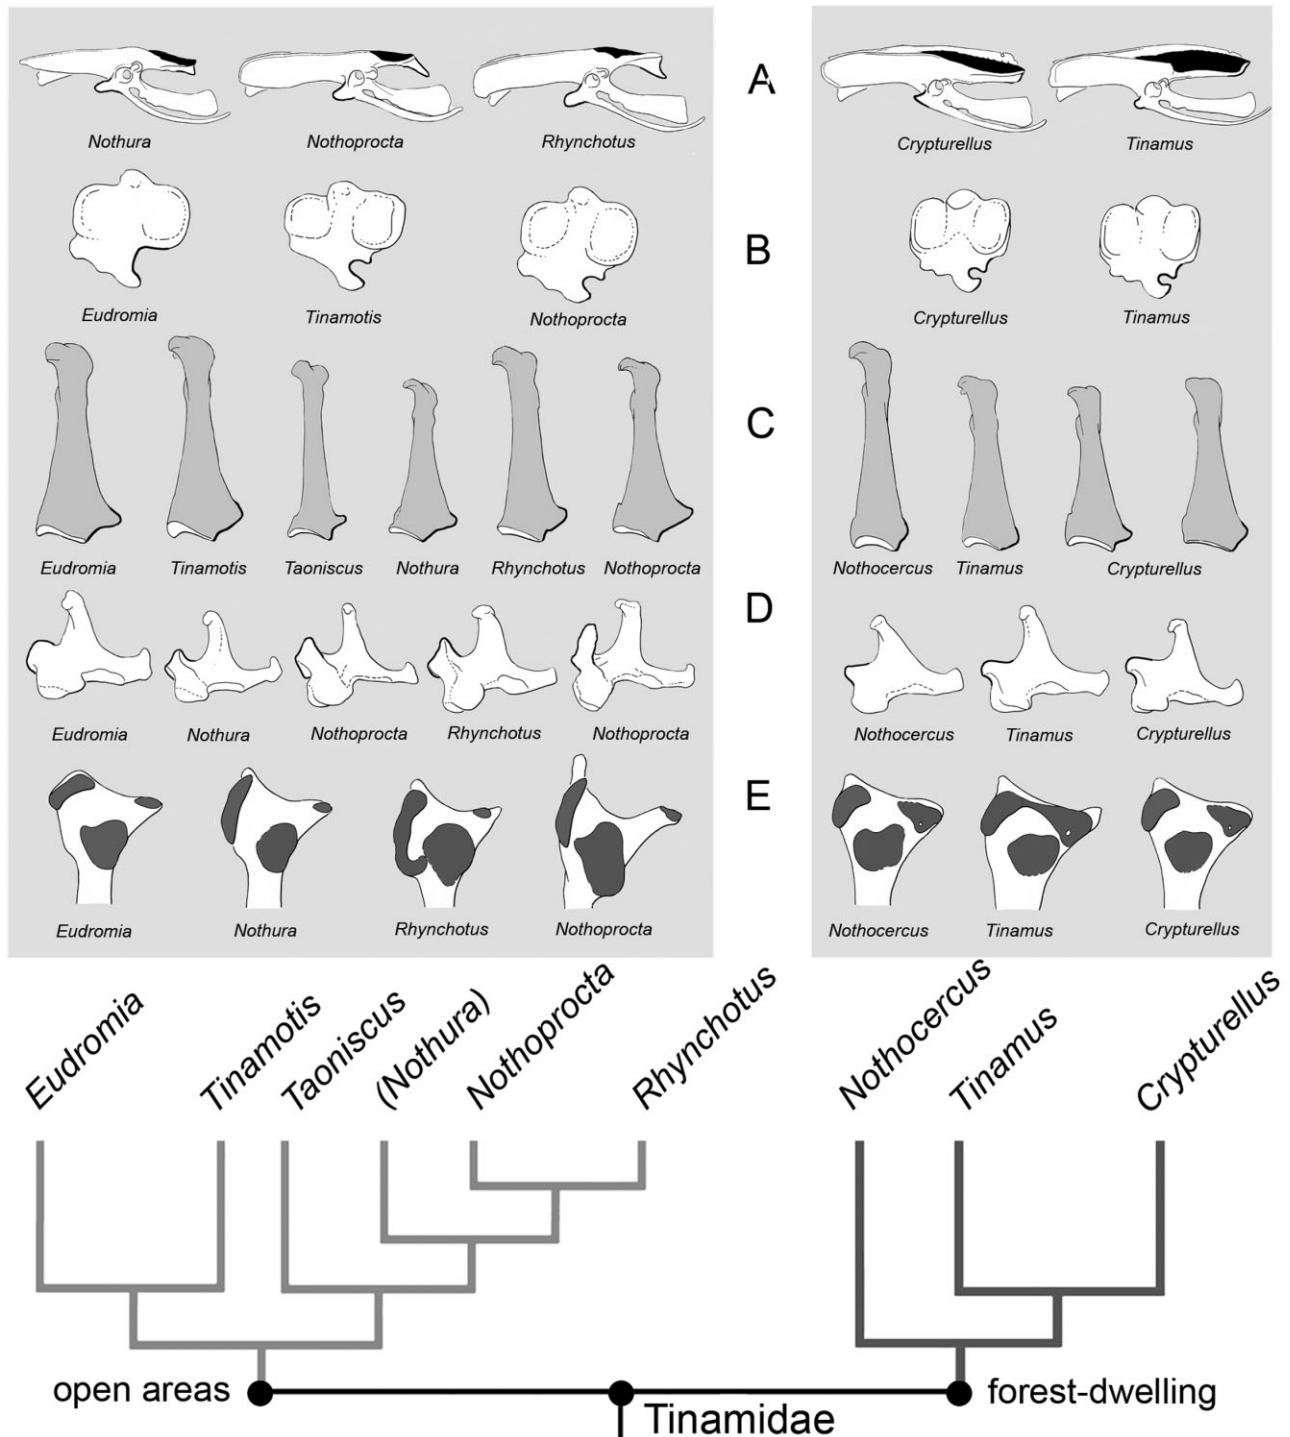 A
Nothura Nothoprocta Rhynchotus Crypturellus Tinamus
B
Eudromia Tinamotis Nothoprocta Crypturellus Tinamus
C
Eudromia Tinamotis Taoniscus Nothura Rhynchotus Nothoprocta Nothocercus Tinamus Crypturellus
D
Eudromia Nothura Nothoprocta Rhynchotus Nothoprocta Nothocercus Tinamus Crypturellus
E
Eudromia Nothura Rhynchotus Nothoprocta Nothocercus Tinamus Crypturellus
Eudromia
Tinamotis
Taoniscus
(Nothura)
Nothoprocta
Rhynchotus
Nothocercus
Tinamus
Crypturellus
open areas
forest-dwelling
Tinamidae